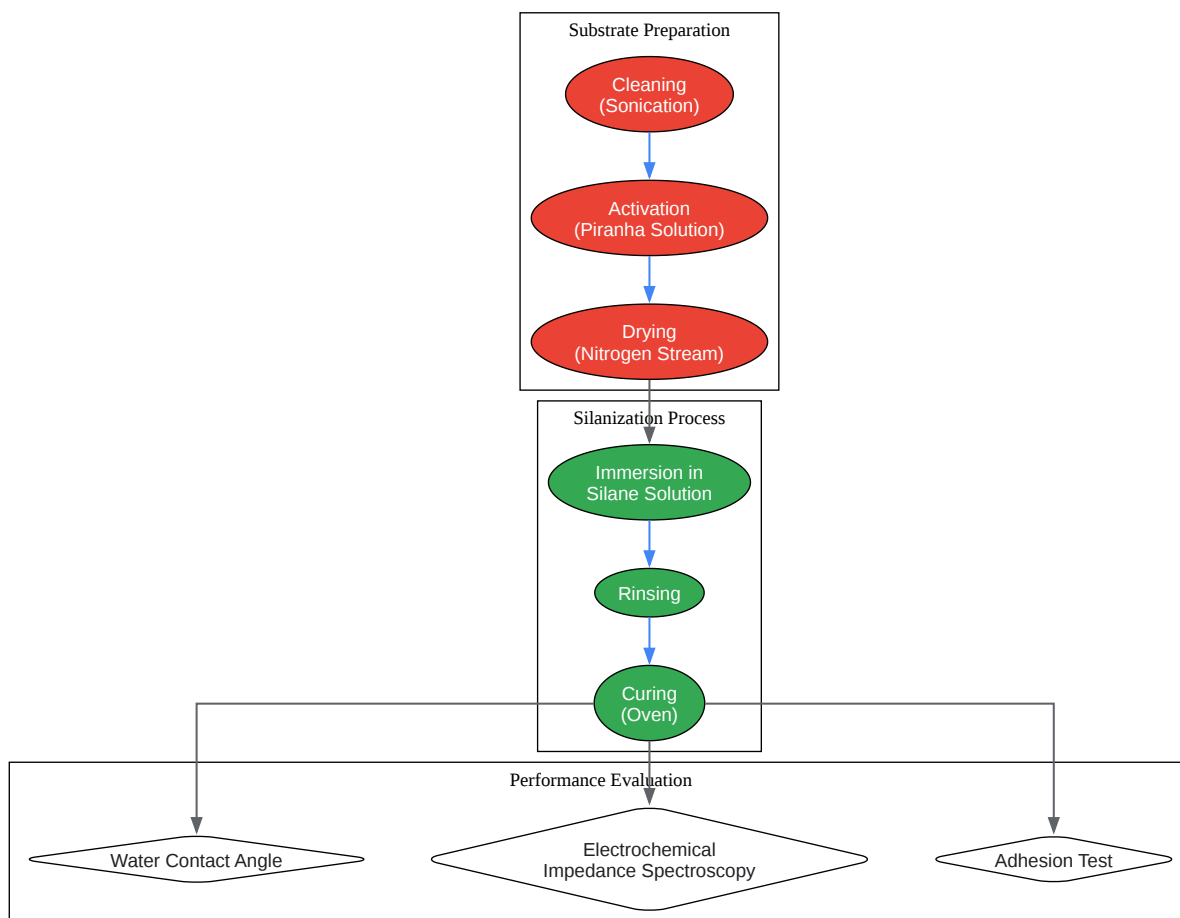 Substrate Preparation
Cleaning
(Sonication)
Activation
(Piranha Solution)
Drying
(Nitrogen Stream)
Silanization Process
Immersion in
Silane Solution
Rinsing
Curing
(Oven)
Performance Evaluation
Water Contact Angle
Electrochemical
Impedance Spectroscopy
Adhesion Test